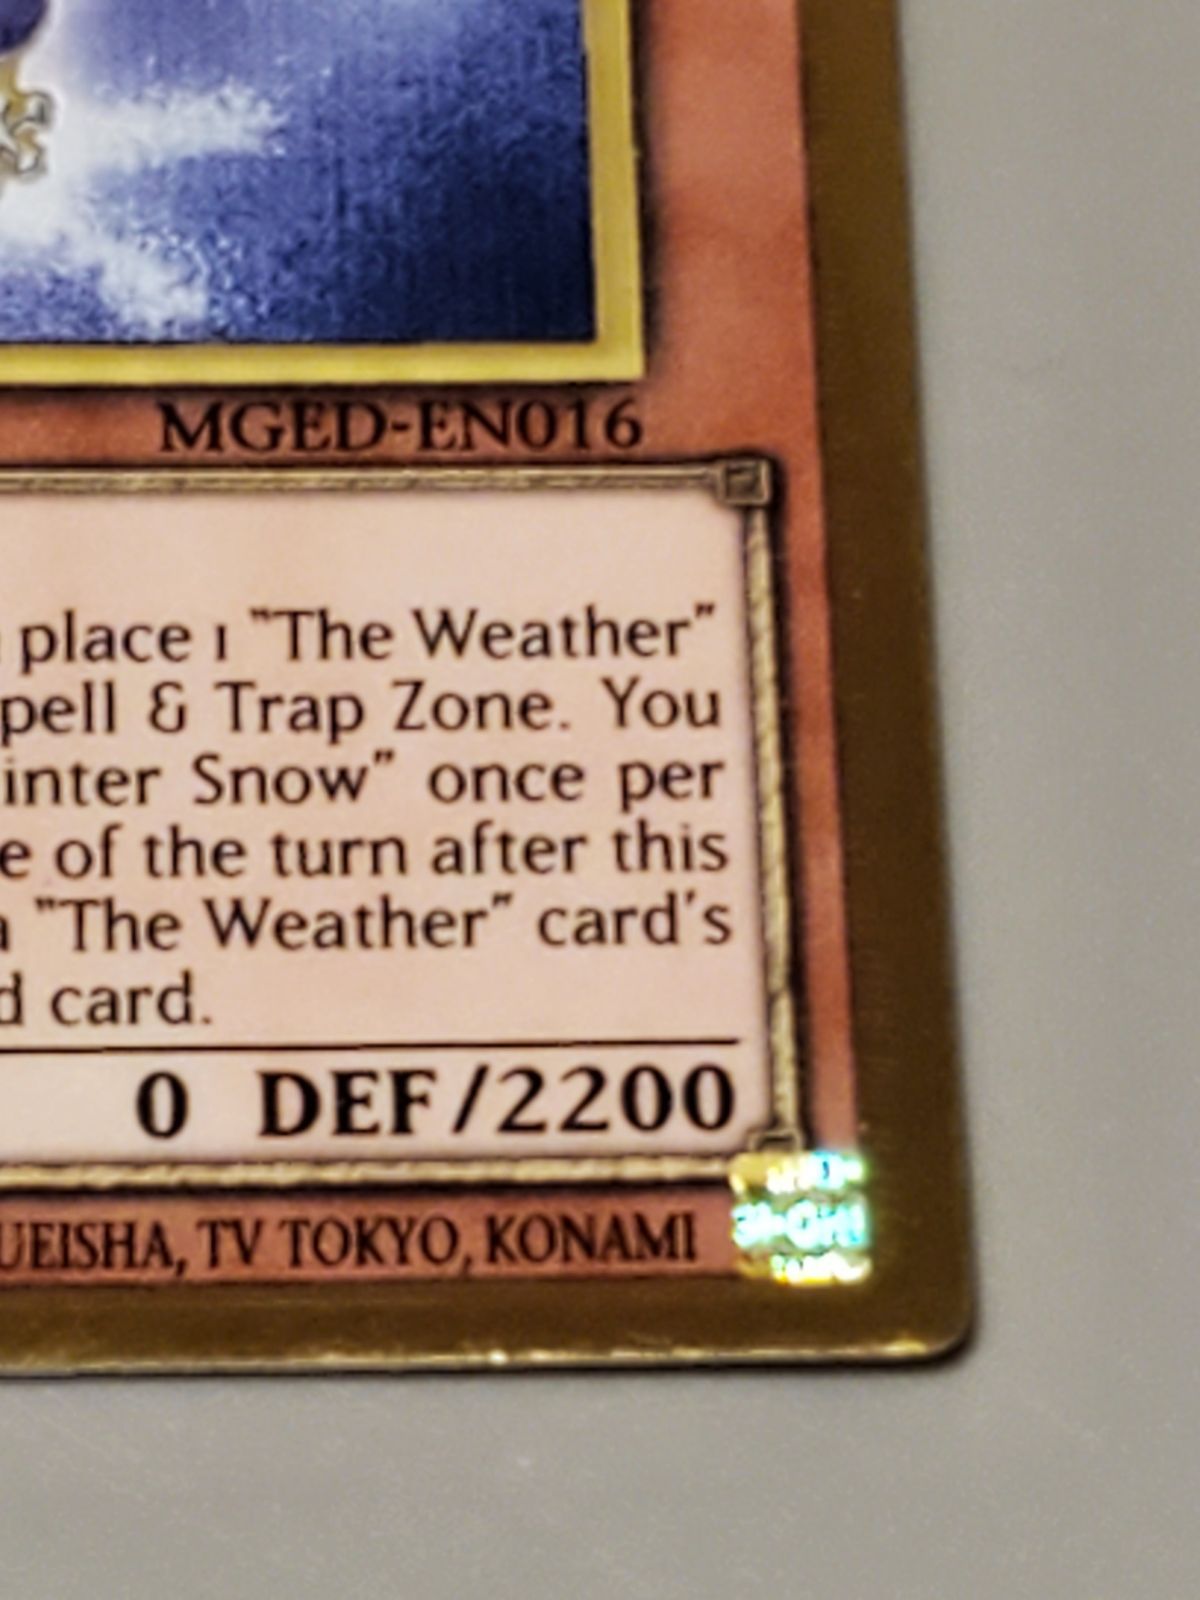 MGED-EN016
place 1 "The Weather"
pell & Trap Zone. You
inter Snow" once per
e of the turn after this
a "The Weather" card's
d card.
0 DEF/2200
UEISHA, TV TOKYO, KONAMI